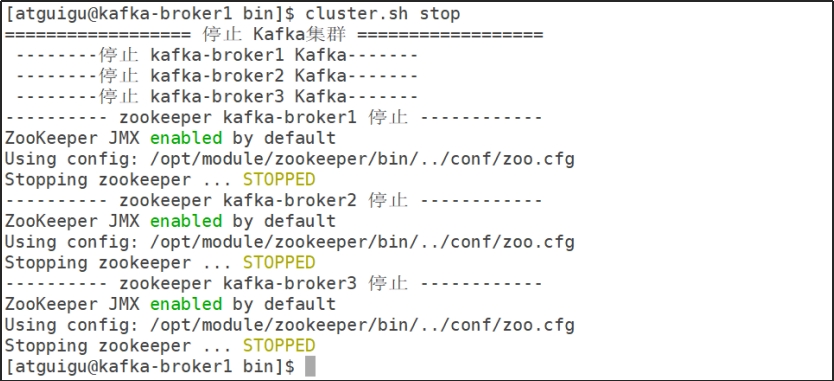 [atguigu@kafka-broker1 bin]$ cluster.sh stop
================== 停止 Kafka集群 ==================
--------停止 kafka-broker1 Kafka-------
--------停止 kafka-broker2 Kafka-------
--------停止 kafka-broker3 Kafka-------
---------- zookeeper kafka-broker1 停止 ------------
ZooKeeper JMX enabled by default
Using config: /opt/module/zookeeper/bin/../conf/zoo.cfg
Stopping zookeeper ... STOPPED
---------- zookeeper kafka-broker2 停止 ------------
ZooKeeper JMX enabled by default
Using config: /opt/module/zookeeper/bin/../conf/zoo.cfg
Stopping zookeeper ... STOPPED
---------- zookeeper kafka-broker3 停止 ------------
ZooKeeper JMX enabled by default
Using config: /opt/module/zookeeper/bin/../conf/zoo.cfg
Stopping zookeeper ... STOPPED
[atguigu@kafka-broker1 bin]$